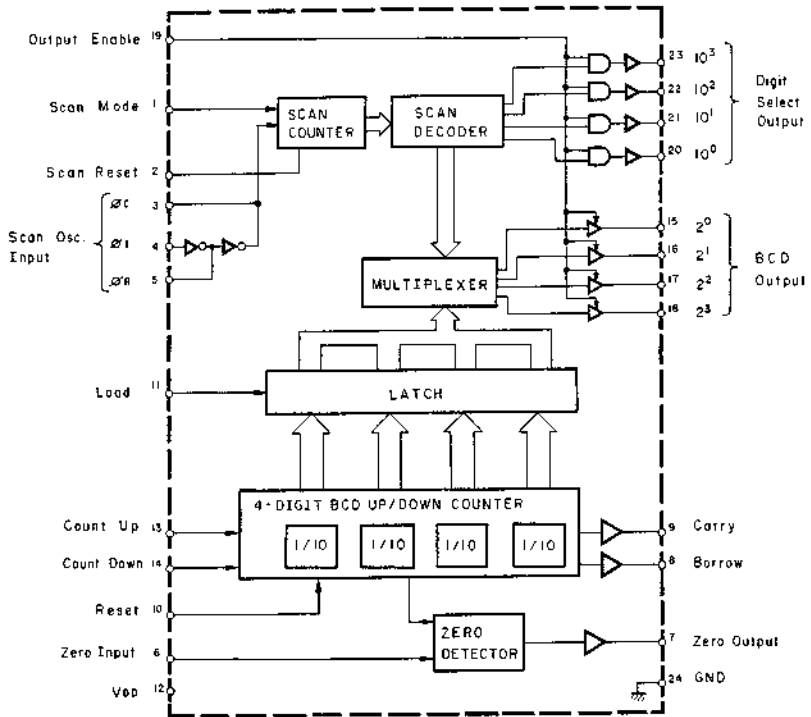 Output Enable 19
Scan Mode 1
Scan Reset 2
Scan Osc. Input
ØC 3
Ø1 4
ØA 5
Load 11
Count Up 13
Count Down 14
Reset 10
Zero Input 6
VDD 12
SCAN COUNTER
SCAN DECODER
MULTIPLEXER
LATCH
4-DIGIT BCD UP/DOWN COUNTER
1/10 1/10 1/10 1/10
ZERO DETECTOR
23 10³
22 10²
21 10¹
20 10⁰
Digit Select Output
15 2⁰
16 2¹
17 2²
18 2³
BCD Output
9 Carry
8 Borrow
7 Zero Output
24 GND